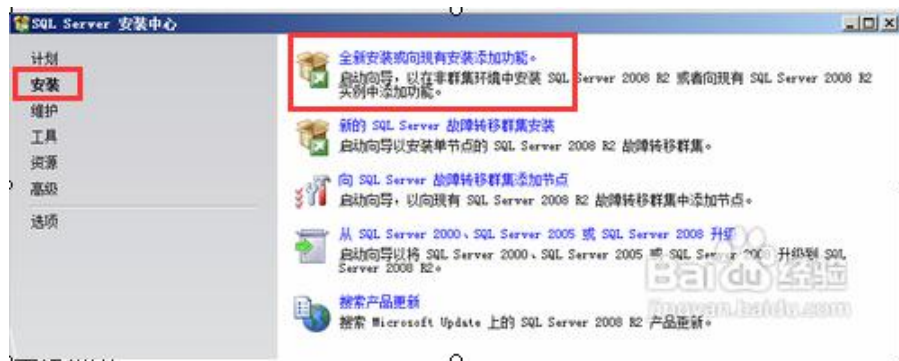 SQL Server 安装中心
计划
安装
维护
工具
资源
高级
选项
全新安装或向现有安装添加功能。
启动向导，以在非群集环境中安装 SQL Server 2008 R2 或者向现有 SQL Server 2008 R2
实例中添加功能。
新的 SQL Server 故障转移群集安装
启动向导以安装单节点的 SQL Server 2008 R2 故障转移群集。
向 SQL Server 故障转移群集添加节点
启动向导，以向现有 SQL Server 2008 R2 故障转移群集中添加节点。
从 SQL Server 2000、SQL Server 2005 或 SQL Server 2008 升级
启动向导以将 SQL Server 2000、SQL Server 2005 或 SQL Server 2008 升级到 SQL
Server 2008 R2。
搜索产品更新
搜索 Microsoft Update 上的 SQL Server 2008 R2 产品更新。
Baidu 经验
jingyan.baidu.com